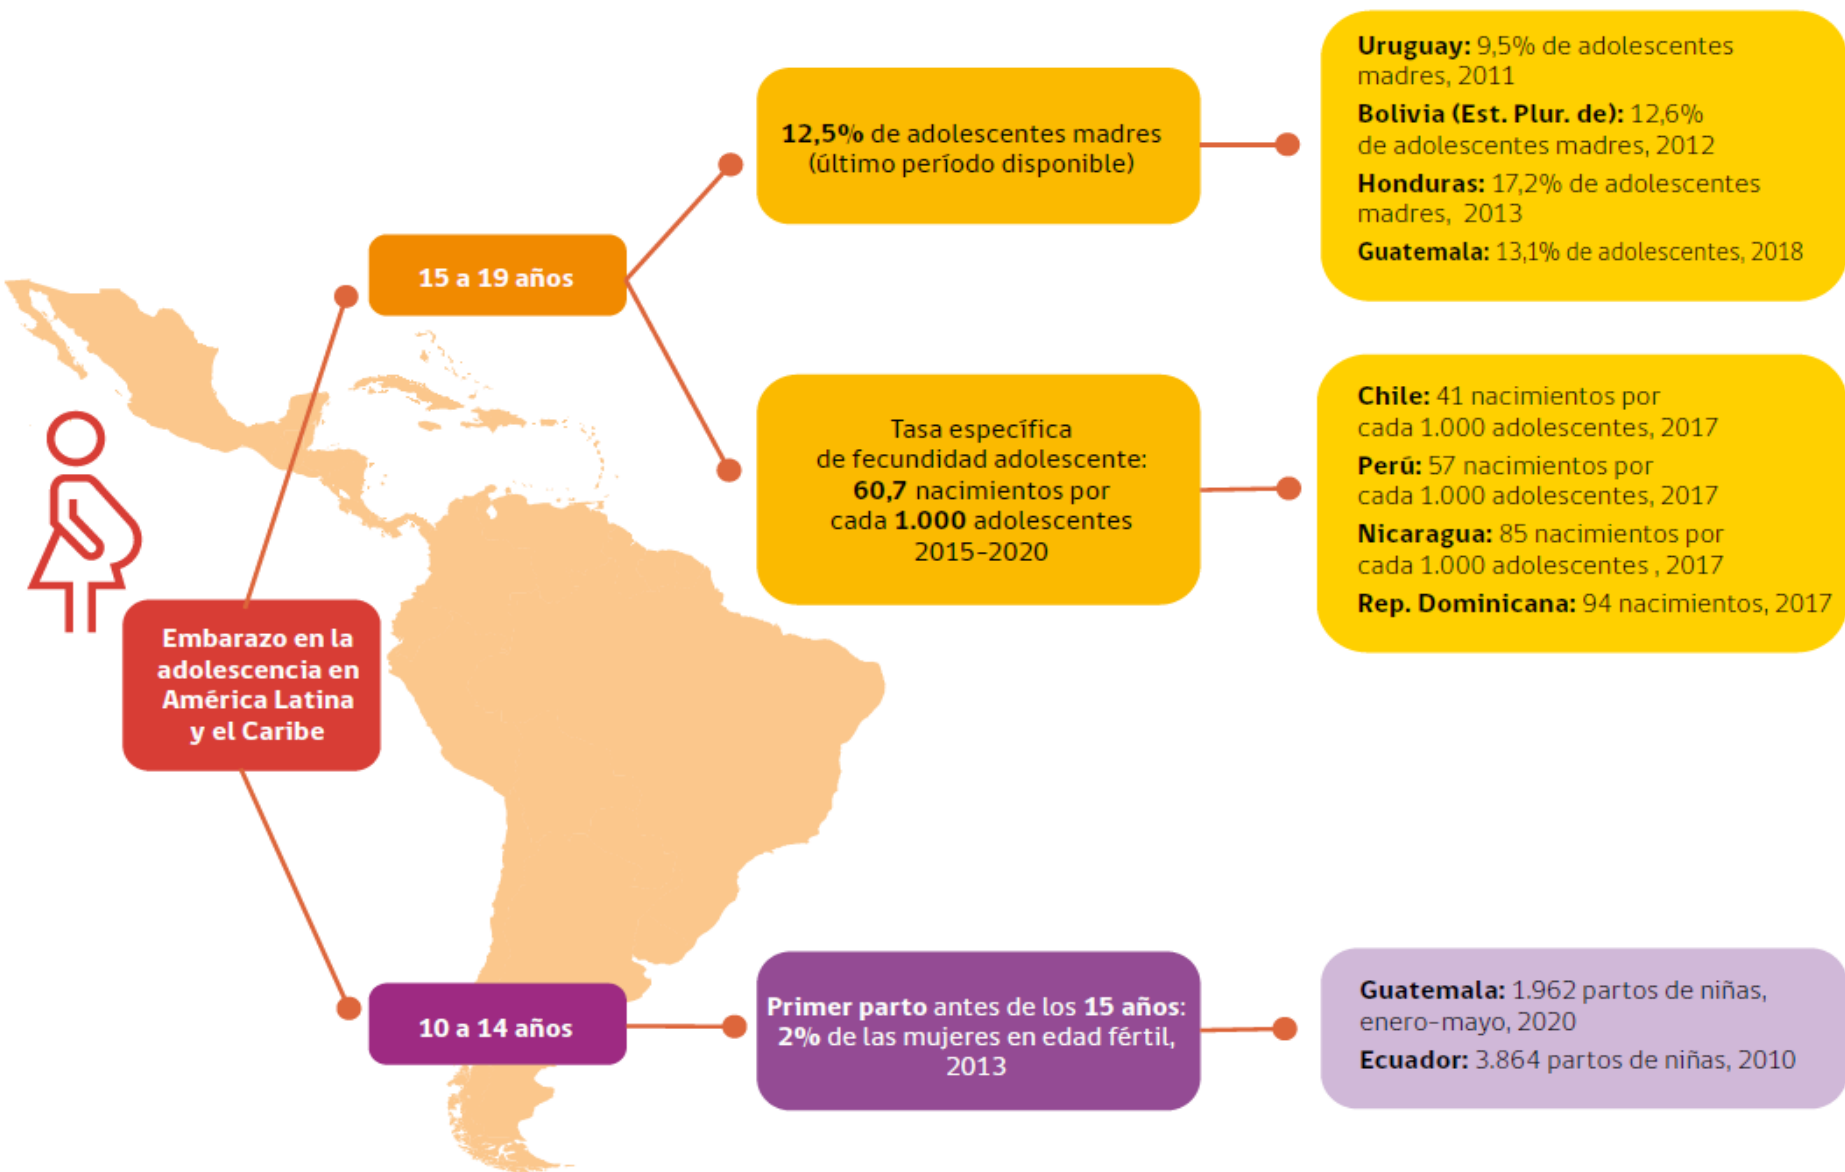 Embarazo en la
adolescencia en
América Latina
y el Caribe
15 a 19 años
12,5% de adolescentes madres
(último período disponible)
Uruguay: 9,5% de adolescentes
madres, 2011
Bolivia (Est. Plur. de): 12,6%
de adolescentes madres, 2012
Honduras: 17,2% de adolescentes
madres, 2013
Guatemala: 13,1% de adolescentes, 2018
Tasa específica
de fecundidad adolescente:
60,7 nacimientos por
cada 1.000 adolescentes
2015-2020
Chile: 41 nacimientos por
cada 1.000 adolescentes, 2017
Perú: 57 nacimientos por
cada 1.000 adolescentes, 2017
Nicaragua: 85 nacimientos por
cada 1.000 adolescentes , 2017
Rep. Dominicana: 94 nacimientos, 2017
10 a 14 años
Primer parto antes de los 15 años:
2% de las mujeres en edad fértil,
2013
Guatemala: 1.962 partos de niñas,
enero-mayo, 2020
Ecuador: 3.864 partos de niñas, 2010